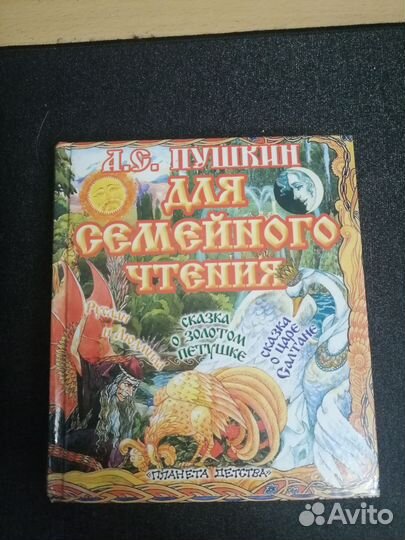 А.С. ПУШКИН
ДЛЯ
СЕМЕЙНОГО
ЧТЕНИЯ
Руслан
и Людмила
СКАЗКА
О ЗОЛОТОМ
ПЕТУШКЕ
СКАЗКА
О ЦАРЕ
САЛТАНЕ
«ПЛАНЕТА ДЕТСТВА»
Avito